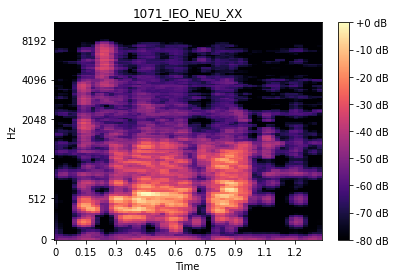 1071_IEO_NEU_XX
+0 dB
8192
-10 dB
4096
-20 dB
-30 dB
2048
Hz
-40 dB
1024
-50 dB
512
-60 dB
-70 dB
0
-80 dB
0 0.15 0.3 0.45 0.6 0.75 0.9 1.1 1.2
Time